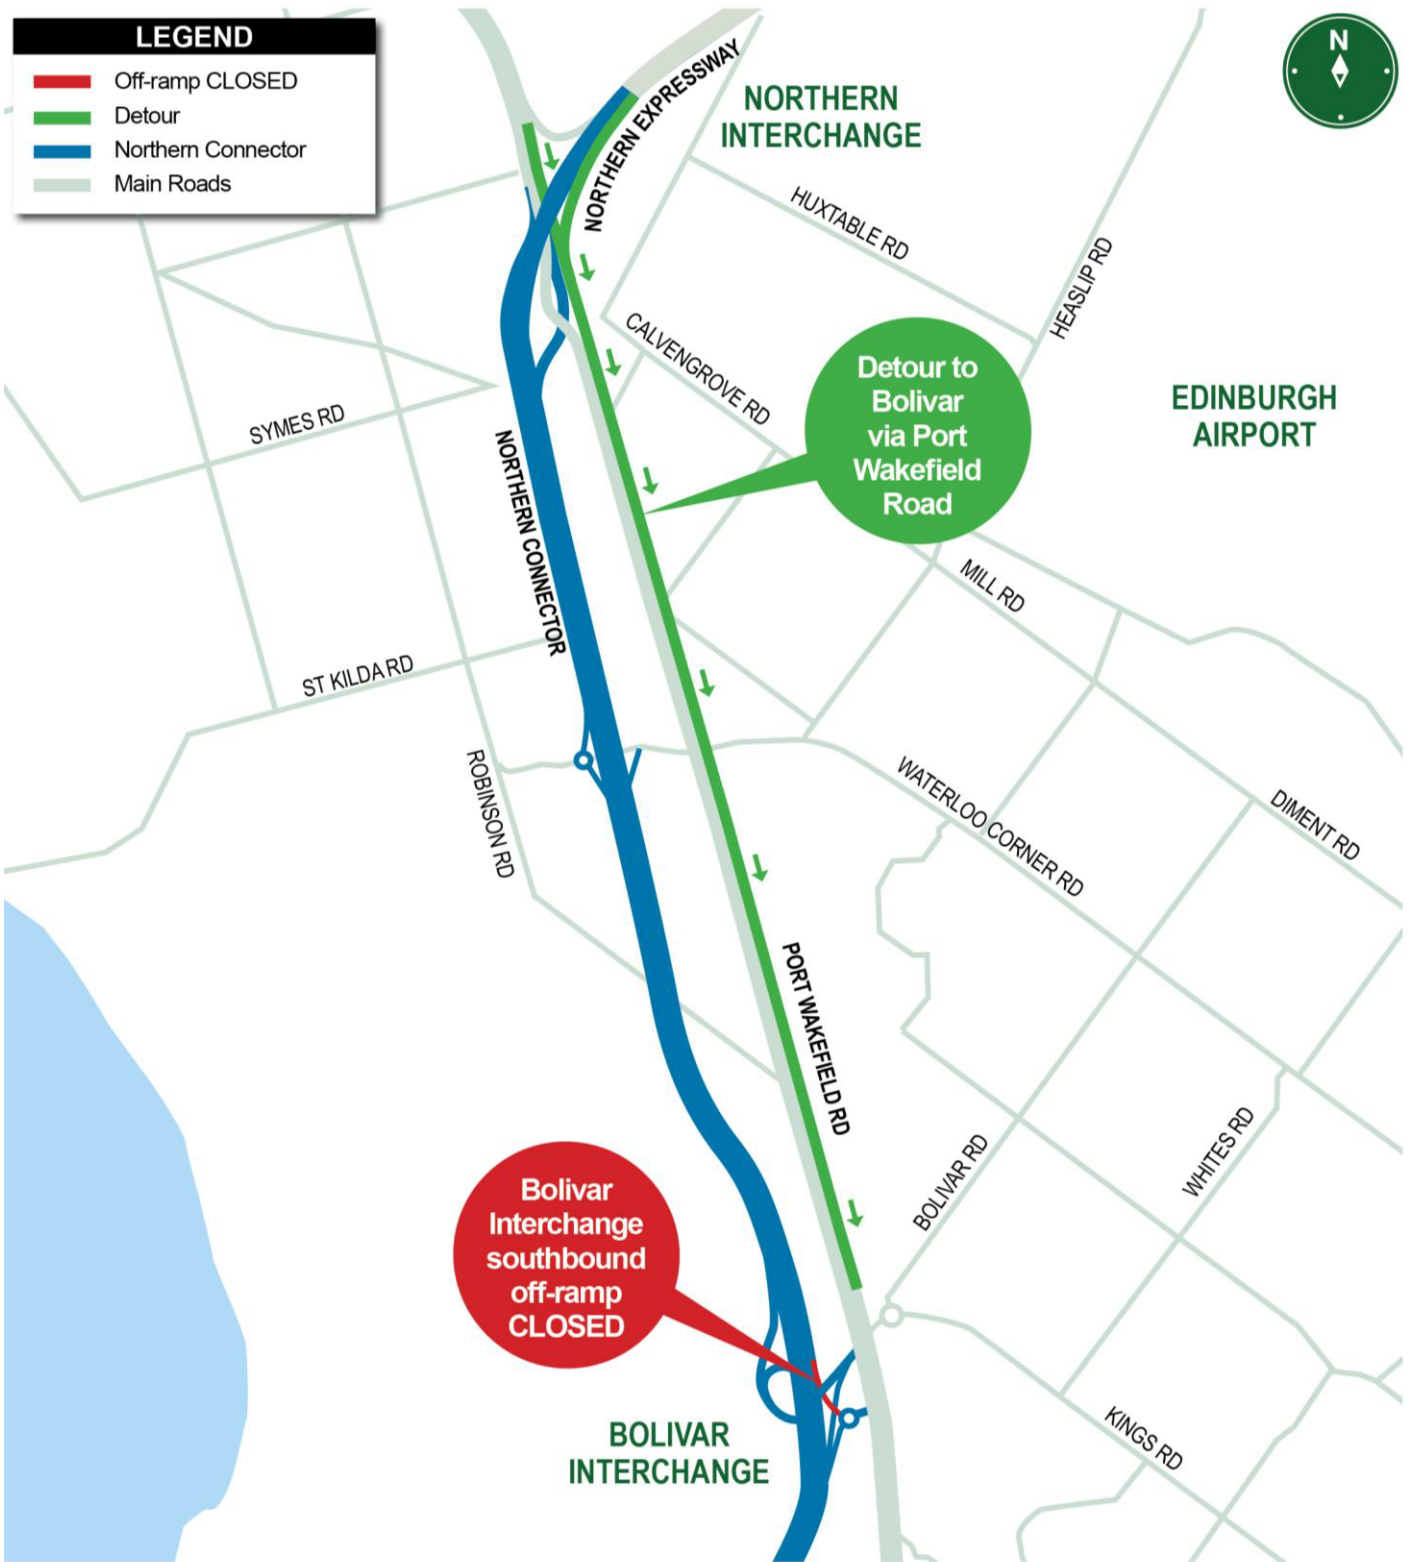 LEGEND
Off-ramp CLOSED
Detour
Northern Connector
Main Roads
N
NORTHERN
INTERCHANGE
NORTHERN EXPRESSWAY
HUXTABLE RD
HEASLIP RD
CALVENGROVE RD
Detour to
Bolivar
via Port
Wakefield
Road
EDINBURGH
AIRPORT
SYMES RD
NORTHERN CONNECTOR
MILL RD
ST KILDA RD
ROBINSON RD
WATERLOO CORNER RD
DIMENT RD
PORT WAKEFIELD RD
BOLIVAR RD
WHITES RD
Bolivar
Interchange
southbound
off-ramp
CLOSED
BOLIVAR
INTERCHANGE
KINGS RD